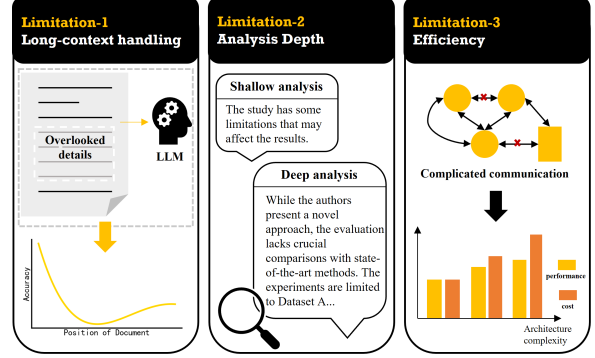 Limitation-1
Long-context handling
Overlooked
details
LLM
Accuracy
Position of Document
Limitation-2
Analysis Depth
Shallow analysis
The study has some
limitations that may
affect the results.
Deep analysis
While the authors
present a novel
approach, the evaluation
lacks crucial
comparisons with state-
of-the-art methods. The
experiments are limited
to Dataset A...
Limitation-3
Efficiency
Complicated communication
performance
cost
Architecture
complexity